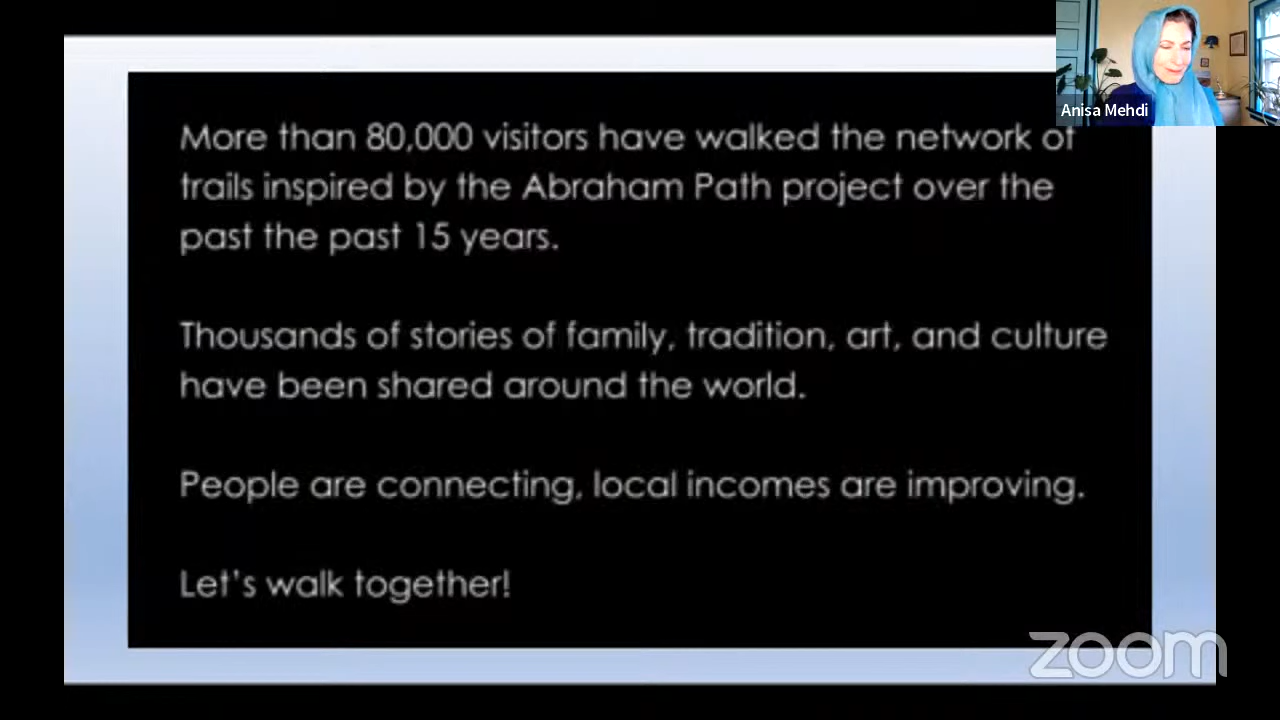 Anisa Mehdi
More than 80,000 visitors have walked the network of
trails inspired by the Abraham Path project over the
past the past 15 years.
Thousands of stories of family, tradition, art, and culture
have been shared around the world.
People are connecting, local incomes are improving.
Let's walk together!
zoom